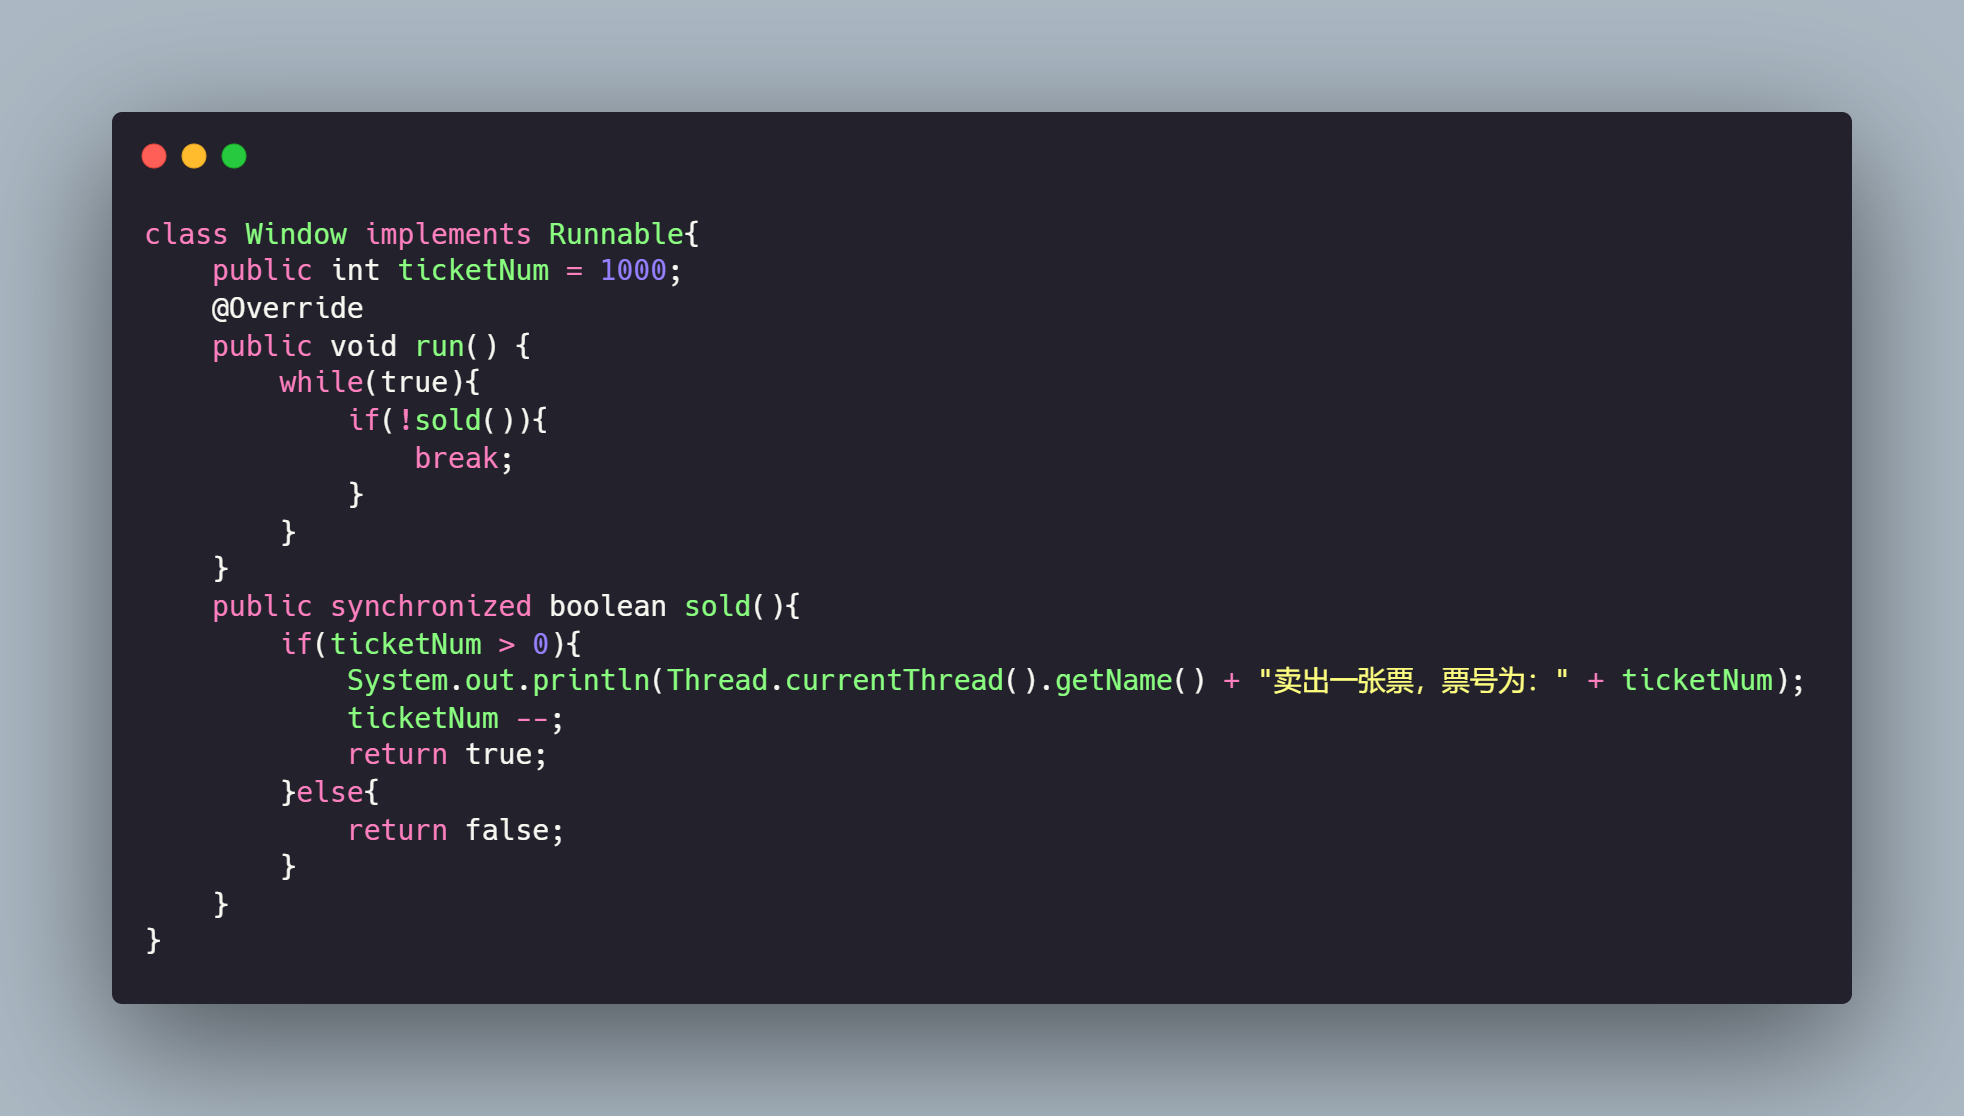 class Window implements Runnable{
    public int ticketNum = 1000;
    @Override
    public void run() {
        while(true){
            if(!sold()){
                break;
            }
        }
    }
    public synchronized boolean sold(){
        if(ticketNum > 0){
            System.out.println(Thread.currentThread().getName() + "卖出一张票，票号为：" + ticketNum);
            ticketNum --;
            return true;
        }else{
            return false;
        }
    }
}